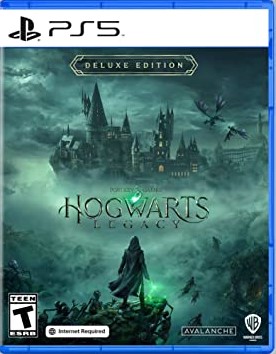 PS5
DELUXE EDITION
HOGWARTS
LEGACY
TEEN
T
ESRB
Internet Required
AVALANCHE
WB